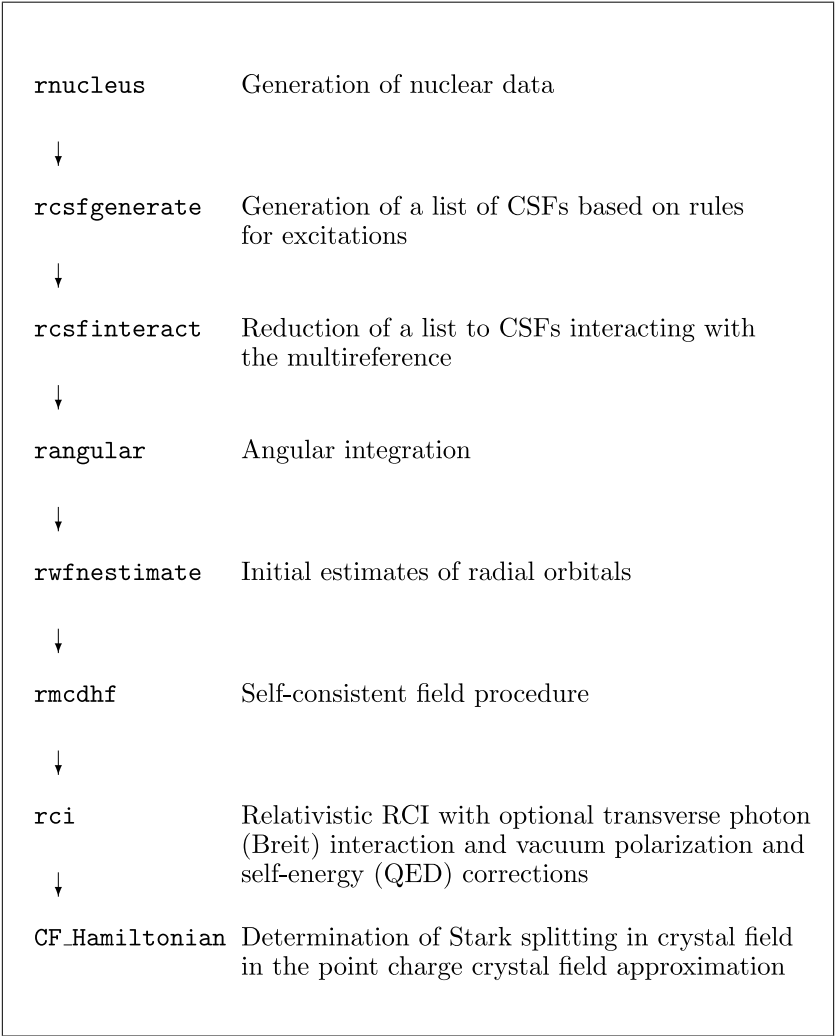 rnucleus Generation of nuclear data
↓
rcsfgenerate Generation of a list of CSFs based on rules
for excitations
↓
rcsfinteract Reduction of a list to CSFs interacting with
the multireference
↓
rangular Angular integration
↓
rwfnestimate Initial estimates of radial orbitals
↓
rmcdhf Self-consistent field procedure
↓
rci Relativistic RCI with optional transverse photon
(Breit) interaction and vacuum polarization and
self-energy (QED) corrections
↓
CF_Hamiltonian Determination of Stark splitting in crystal field
in the point charge crystal field approximation